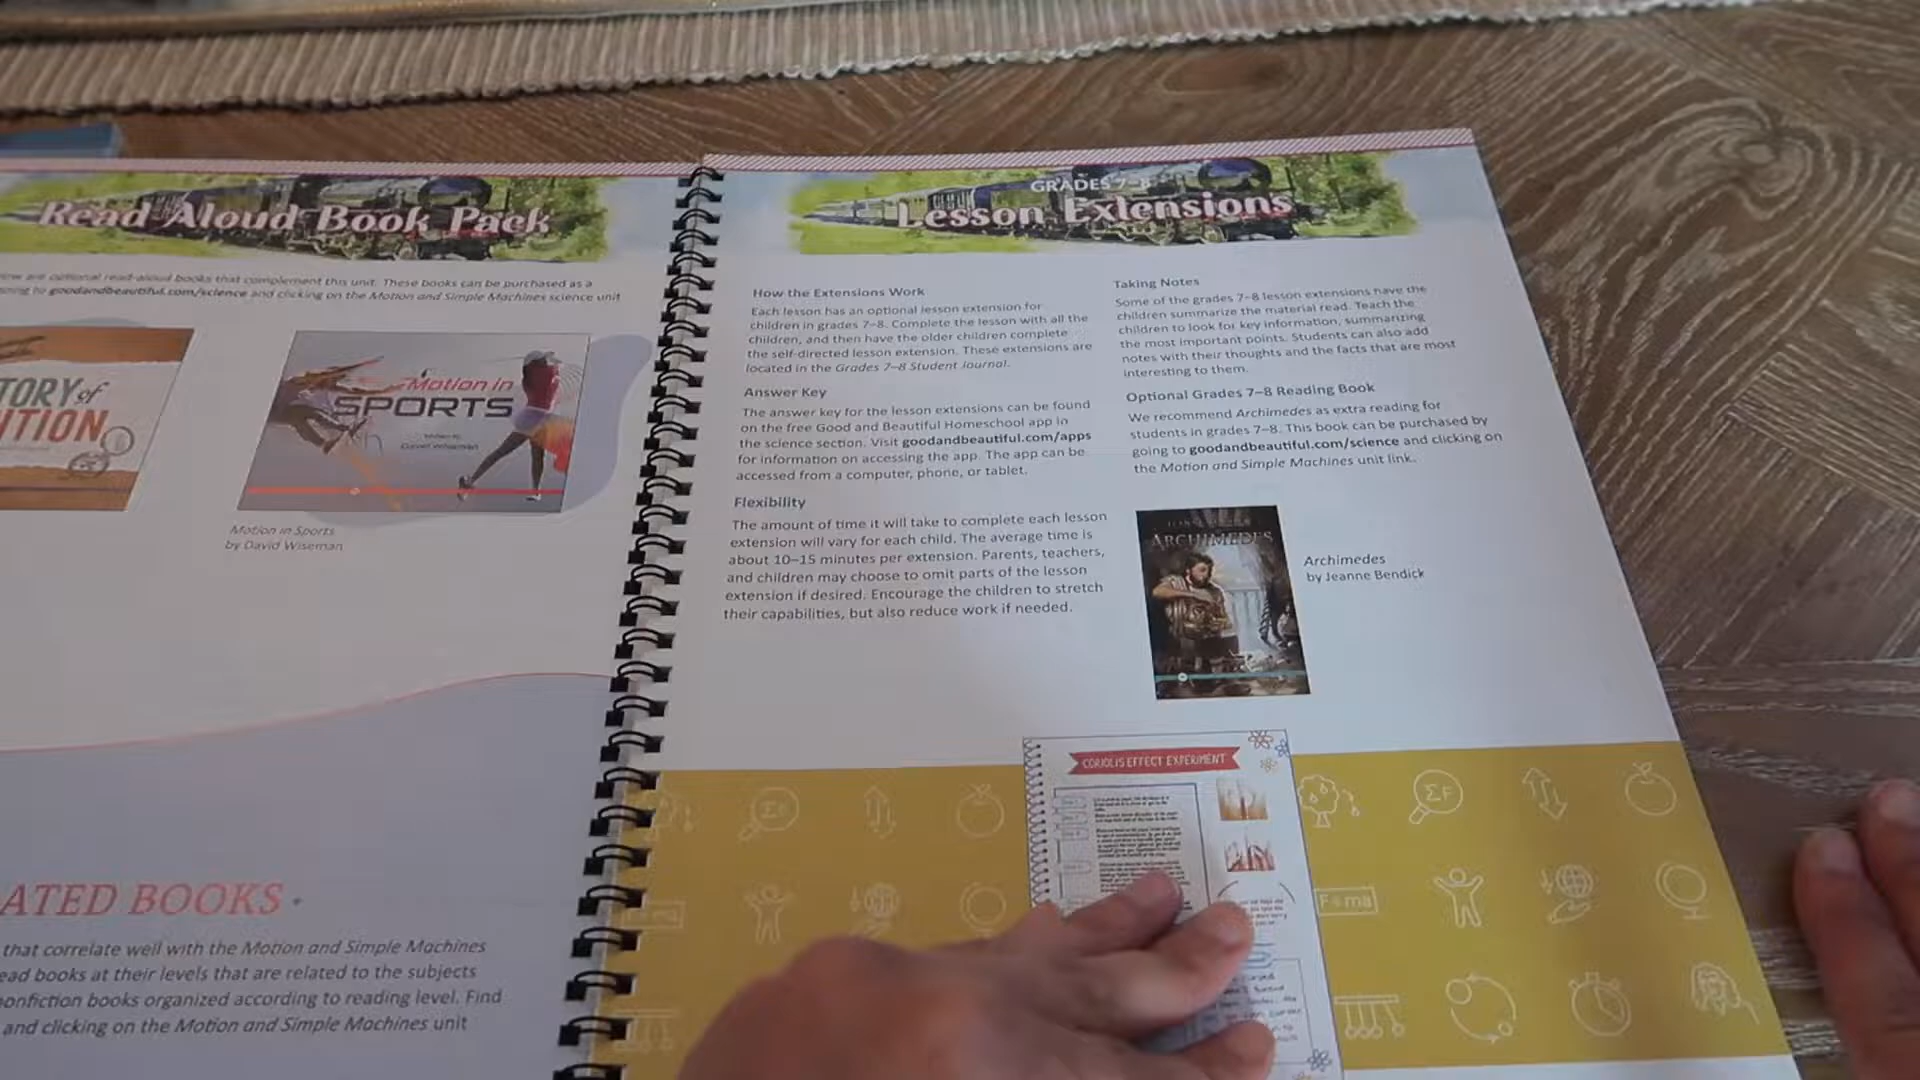 Read Aloud Book Pack
are optional read-aloud books that complement this unit. These books can be purchased as a
going to goodandbeautiful.com/science and clicking on the Motion and Simple Machines science unit
TORY of
ITION
Motion in
SPORTS
Motion in Sports
by David Wiseman
ATED BOOKS
that correlate well with the Motion and Simple Machines
ead books at their levels that are related to the subjects
onfiction books organized according to reading level. Find
and clicking on the Motion and Simple Machines unit
GRADES 7–8
Lesson Extensions
How the Extensions Work
Each lesson has an optional lesson extension for
children in grades 7–8. Complete the lesson with all the
children, and then have the older children complete
the self-directed lesson extension. These extensions are
located in the Grades 7–8 Student Journal.
Answer Key
The answer key for the lesson extensions can be found
on the free Good and Beautiful Homeschool app in
the science section. Visit goodandbeautiful.com/apps
for information on accessing the app. The app can be
accessed from a computer, phone, or tablet.
Flexibility
The amount of time it will take to complete each lesson
extension will vary for each child. The average time is
about 10–15 minutes per extension. Parents, teachers,
and children may choose to omit parts of the lesson
extension if desired. Encourage the children to stretch
their capabilities, but also reduce work if needed.
Taking Notes
Some of the grades 7–8 lesson extensions have the
children summarize the material read. Teach the
children to look for key information, summarizing
the most important points. Students can also add
notes with their thoughts and the facts that are most
interesting to them.
Optional Grades 7–8 Reading Book
We recommend Archimedes as extra reading for
students in grades 7–8. This book can be purchased by
going to goodandbeautiful.com/science and clicking on
the Motion and Simple Machines unit link.
ARCHIMEDES
Archimedes
by Jeanne Bendick
CORIOLIS EFFECT EXPERIMENT
ΣF
ΣF
F=ma